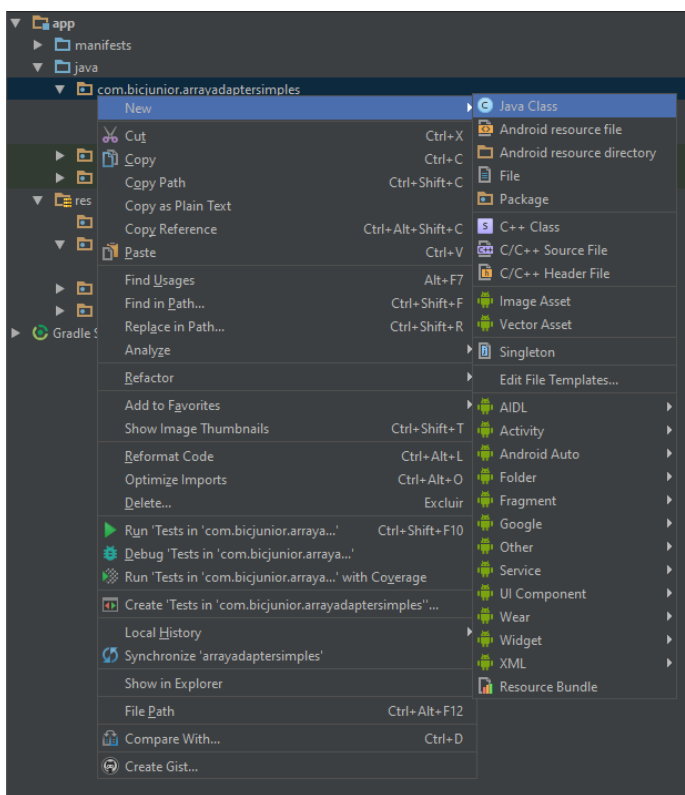 app
manifests
java
com.bicjunior.arrayadaptersimples
New
Cut Ctrl+X
Copy Ctrl+C
Copy Path Ctrl+Shift+C
Copy as Plain Text
Copy Reference Ctrl+Alt+Shift+C
Paste Ctrl+V
Find Usages Alt+F7
Find in Path... Ctrl+Shift+F
Replace in Path... Ctrl+Shift+R
Analyze
Refactor
Add to Favorites
Show Image Thumbnails Ctrl+Shift+T
Reformat Code Ctrl+Alt+L
Optimize Imports Ctrl+Alt+O
Delete... Excluir
Run 'Tests in 'com.bicjunior.arraya...' Ctrl+Shift+F10
Debug 'Tests in 'com.bicjunior.arraya...'
Run 'Tests in 'com.bicjunior.arraya...' with Coverage
Create 'Tests in 'com.bicjunior.arrayadaptersimples''...
Local History
Synchronize 'arrayadaptersimples'
Show in Explorer
File Path Ctrl+Alt+F12
Compare With... Ctrl+D
Create Gist...
Java Class
Android resource file
Android resource directory
File
Package
C++ Class
C/C++ Source File
C/C++ Header File
Image Asset
Vector Asset
Singleton
Edit File Templates...
AIDL
Activity
Android Auto
Folder
Fragment
Google
Other
Service
UI Component
Wear
Widget
XML
Resource Bundle
res
Gradle S